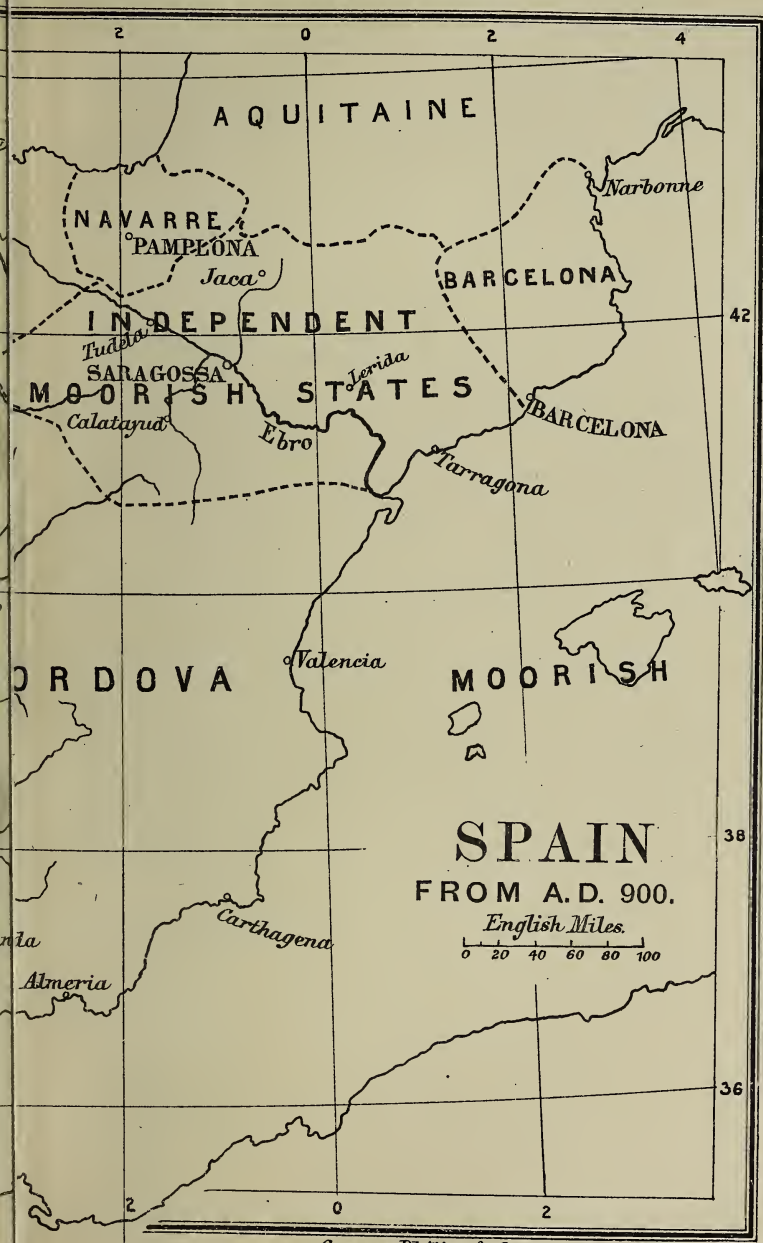 2 0 2 4
AQUITAINE
Narbonne
NAVARRE
PAMPLONA
Jaca
BARCELONA
INDEPENDENT
42
Tudela
SARAGOSSA
Lerida
MOORISH STATES
Calatayud
Ebro
BARCELONA
Tarragona
Valencia
ORDOVA
MOORISH
SPAIN
38
FROM A.D. 900.
English Miles.
0 20 40 60 80 100
Carthagena
Almeria
36
2 0 2